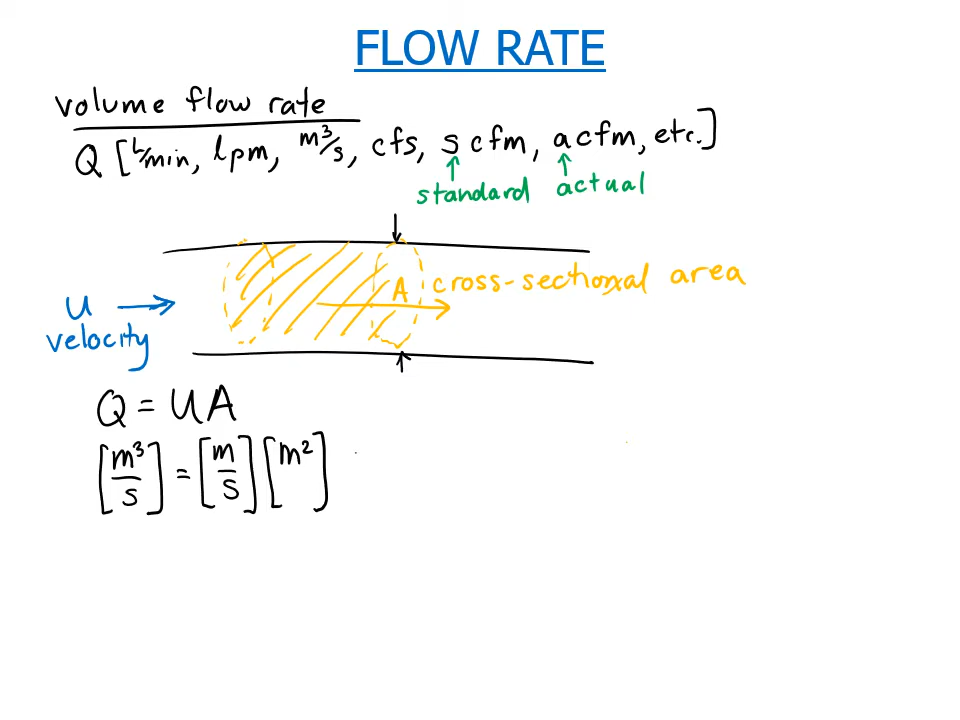 FLOW RATE
volume flow rate
Q [L/min, lpm, m³/s, cfs, scfm, acfm, etc.]
standard actual
A cross-sectional area
U
velocity
Q = UA
[m³/s] = [m/s][m²]